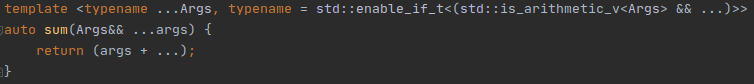 template <typename ...Args, typename = std::enable_if_t<(std::is_arithmetic_v<Args> && ...)>>
auto sum(Args&& ...args) {
    return (args + ...);
}